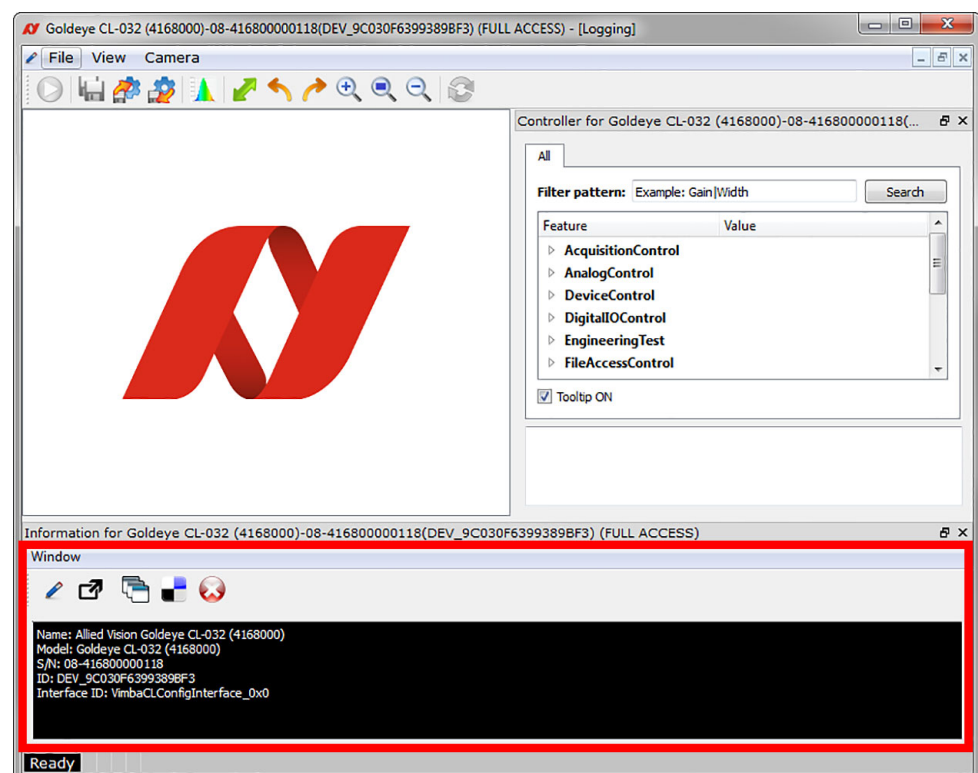 Goldeye CL-032 (4168000)-08-416800000118(DEV_9C030F6399389BF3) (FULL ACCESS) - [Logging]
File View Camera
Controller for Goldeye CL-032 (4168000)-08-416800000118(...
All
Filter pattern: Example: Gain|Width Search
Feature Value
AcquisitionControl
AnalogControl
DeviceControl
DigitalIOControl
EngineeringTest
FileAccessControl
Tooltip ON
Information for Goldeye CL-032 (4168000)-08-416800000118(DEV_9C030F6399389BF3) (FULL ACCESS)
Window
Name: Allied Vision Goldeye CL-032 (4168000)
Model: Goldeye CL-032 (4168000)
S/N: 08-416800000118
ID: DEV_9C030F6399389BF3
Interface ID: VimbaCLConfigInterface_0x0
Ready